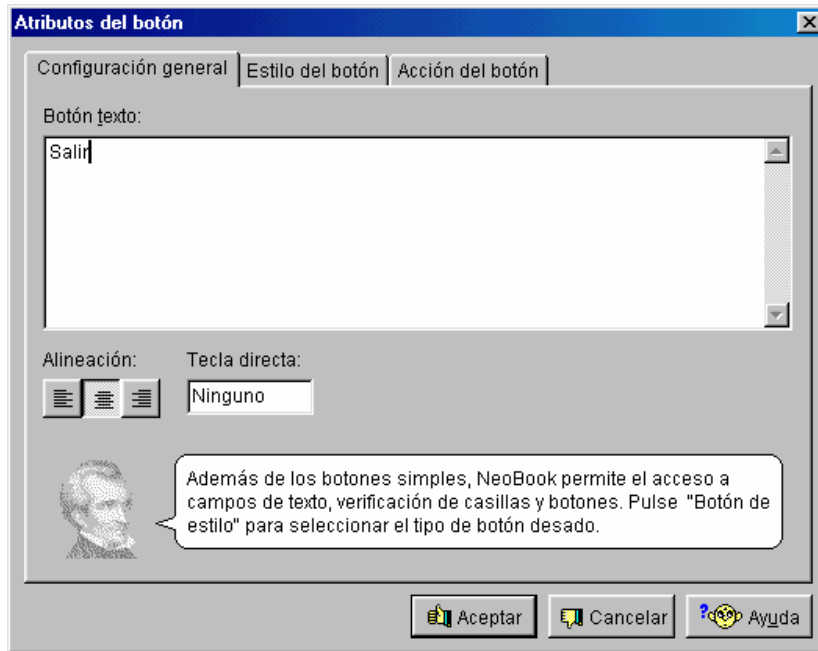 Atributos del botón
Configuración general Estilo del botón Acción del botón
Botón texto:
Salir
Alineación: Tecla directa:
Ninguno
Además de los botones simples, NeoBook permite el acceso a
campos de texto, verificación de casillas y botones. Pulse "Botón de
estilo" para seleccionar el tipo de botón desado.
Aceptar Cancelar Ayuda